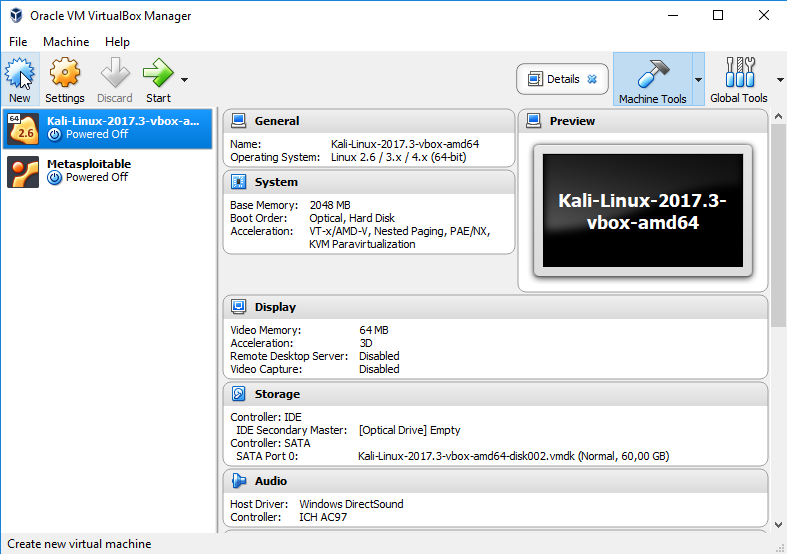 Oracle VM VirtualBox Manager
File Machine Help
New Settings Discard Start Details Machine Tools Global Tools
64
2.6
Kali-Linux-2017.3-vbox-a...
Powered Off
Metasploitable
Powered Off
General
Name: Kali-Linux-2017.3-vbox-amd64
Operating System: Linux 2.6 / 3.x / 4.x (64-bit)
System
Base Memory: 2048 MB
Boot Order: Optical, Hard Disk
Acceleration: VT-x/AMD-V, Nested Paging, PAE/NX,
KVM Paravirtualization
Preview
Kali-Linux-2017.3-
vbox-amd64
Display
Video Memory: 64 MB
Acceleration: 3D
Remote Desktop Server: Disabled
Video Capture: Disabled
Storage
Controller: IDE
IDE Secondary Master: [Optical Drive] Empty
Controller: SATA
SATA Port 0: Kali-Linux-2017.3-vbox-amd64-disk002.vmdk (Normal, 60,00 GB)
Audio
Host Driver: Windows DirectSound
Controller: ICH AC97
Create new virtual machine